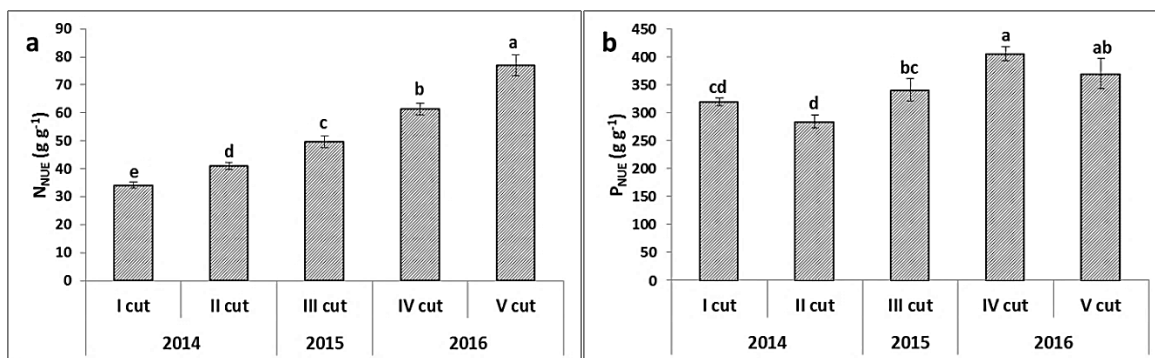 a
N_NUE (g g⁻¹)
90
80
70
60
50
40
30
20
10
0
e
d
c
b
a
I cut II cut III cut IV cut V cut
2014 2015 2016
b
P_NUE (g g⁻¹)
450
400
350
300
250
200
150
100
50
0
cd
d
bc
a
ab
I cut II cut III cut IV cut V cut
2014 2015 2016